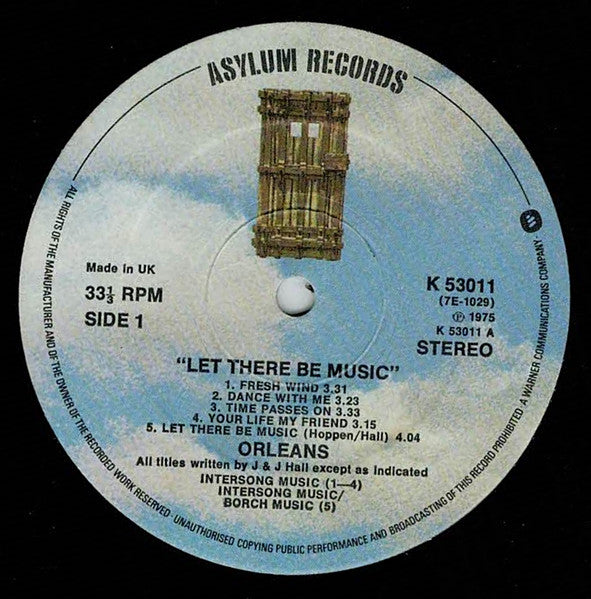 ASYLUM RECORDS
Made in UK
33⅓ RPM
SIDE 1
K 53011
(7E-1029)
℗ 1975
K 53011 A
STEREO
"LET THERE BE MUSIC"
1. FRESH WIND 3.31
2. DANCE WITH ME 3.23
3. TIME PASSES ON 3.33
4. YOUR LIFE MY FRIEND 3.15
5. LET THERE BE MUSIC (Hoppen/Hall) 4.04
ORLEANS
All titles written by J & J Hall except as indicated
INTERSONG MUSIC (1—4)
INTERSONG MUSIC/
BORCH MUSIC (5)
ALL RIGHTS OF THE MANUFACTURER AND OF THE OWNER OF THE RECORDED WORK RESERVED · UNAUTHORISED COPYING PUBLIC PERFORMANCE AND BROADCASTING OF THIS RECORD PROHIBITED · A WARNER COMMUNICATIONS COMPANY